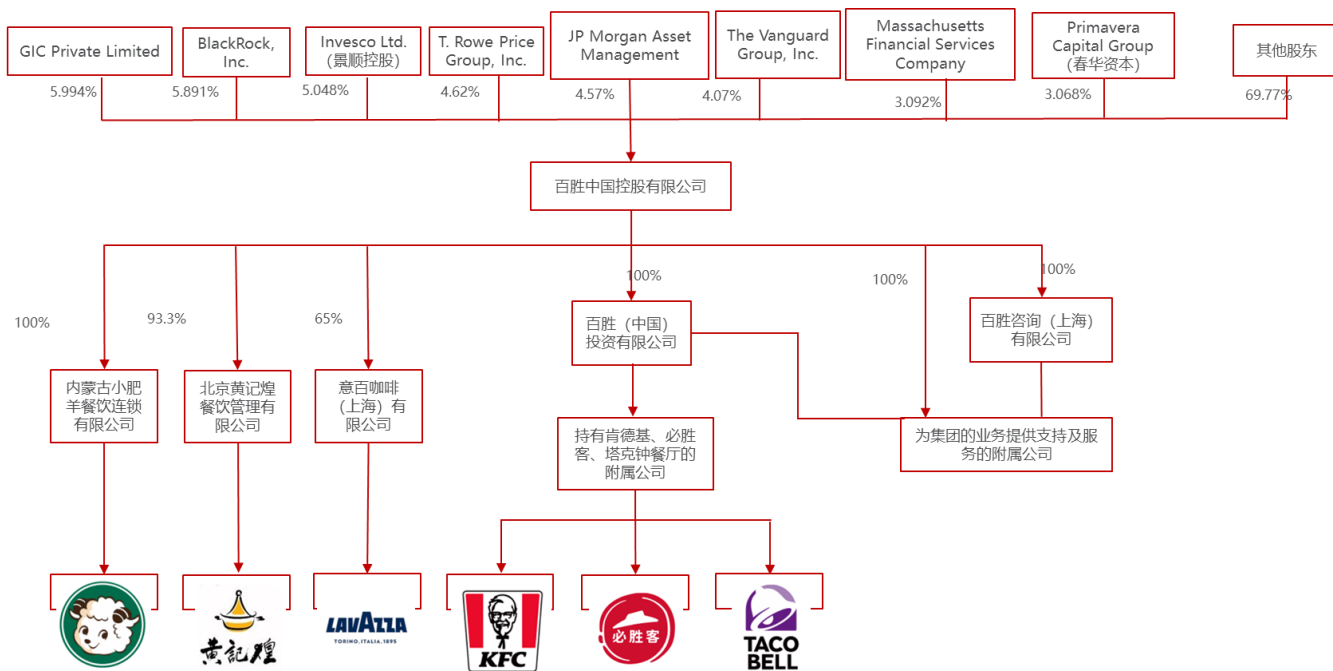 GIC Private Limited
BlackRock,
Inc.
Invesco Ltd.
(景顺控股)
T. Rowe Price
Group, Inc.
JP Morgan Asset
Management
The Vanguard
Group, Inc.
Massachusetts
Financial Services
Company
Primavera
Capital Group
(春华资本)
其他股东
5.994%
5.891%
5.048%
4.62%
4.57%
4.07%
3.092%
3.068%
69.77%
百胜中国控股有限公司
100%
93.3%
65%
100%
100%
100%
百胜（中国）
投资有限公司
百胜咨询（上海）
有限公司
内蒙古小肥
羊餐饮连锁
有限公司
北京黄记煌
餐饮管理有
限公司
意百咖啡
（上海）有
限公司
持有肯德基、必胜
客、塔克钟餐厅的
附属公司
为集团的业务提供支持及服
务的附属公司
黄記煌
LAVAZZA
TORINO, ITALIA, 1895
KFC
必胜客
TACO
BELL